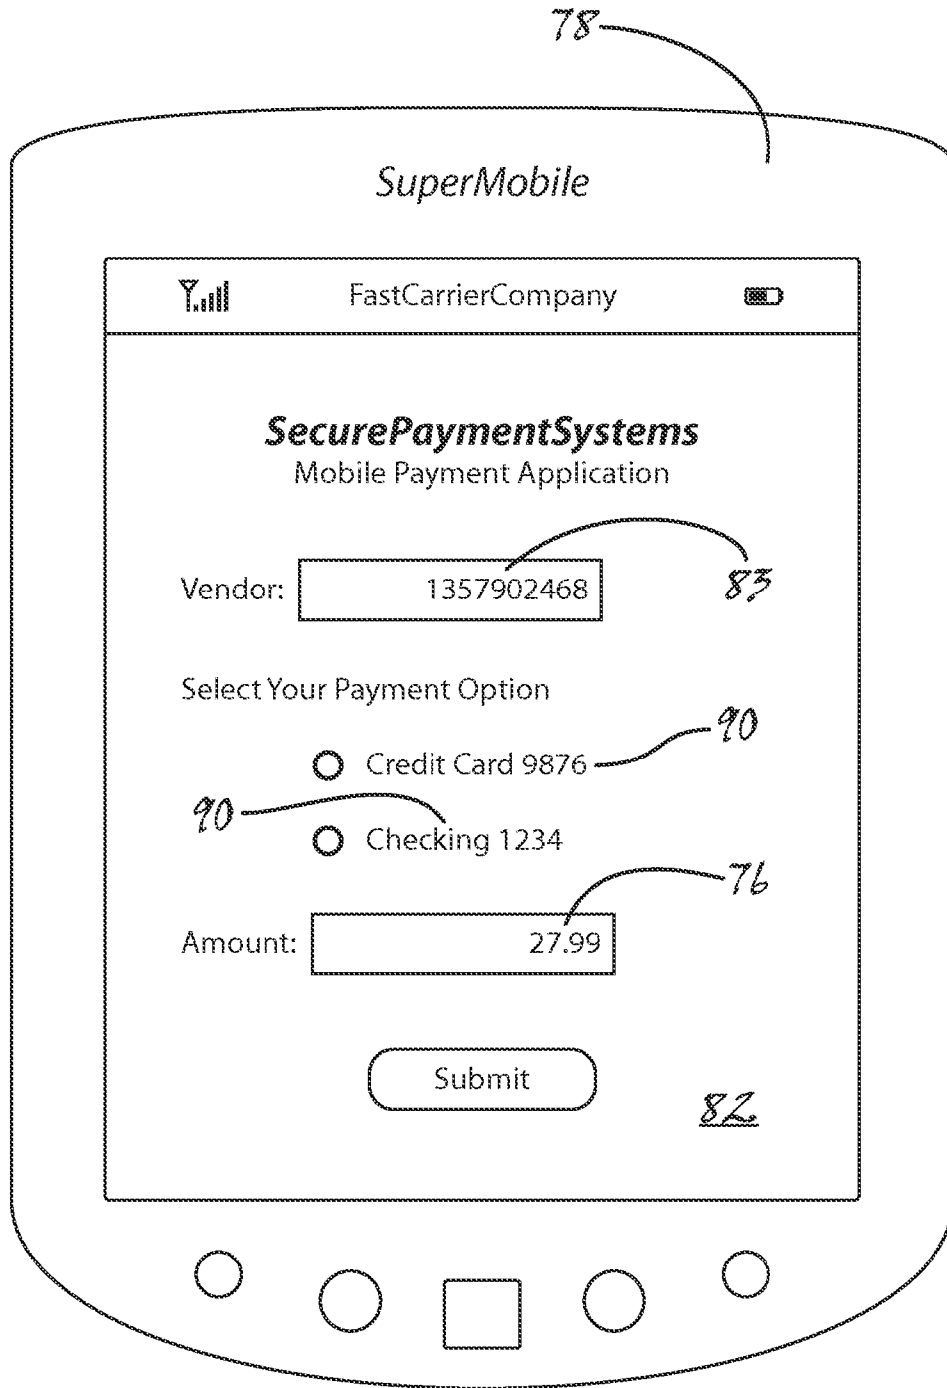 78
SuperMobile
FastCarrierCompany
SecurePaymentSystems
Mobile Payment Application
Vendor: 1357902468
83
Select Your Payment Option
90
Credit Card 9876
90
Checking 1234
76
Amount: 27.99
Submit
82